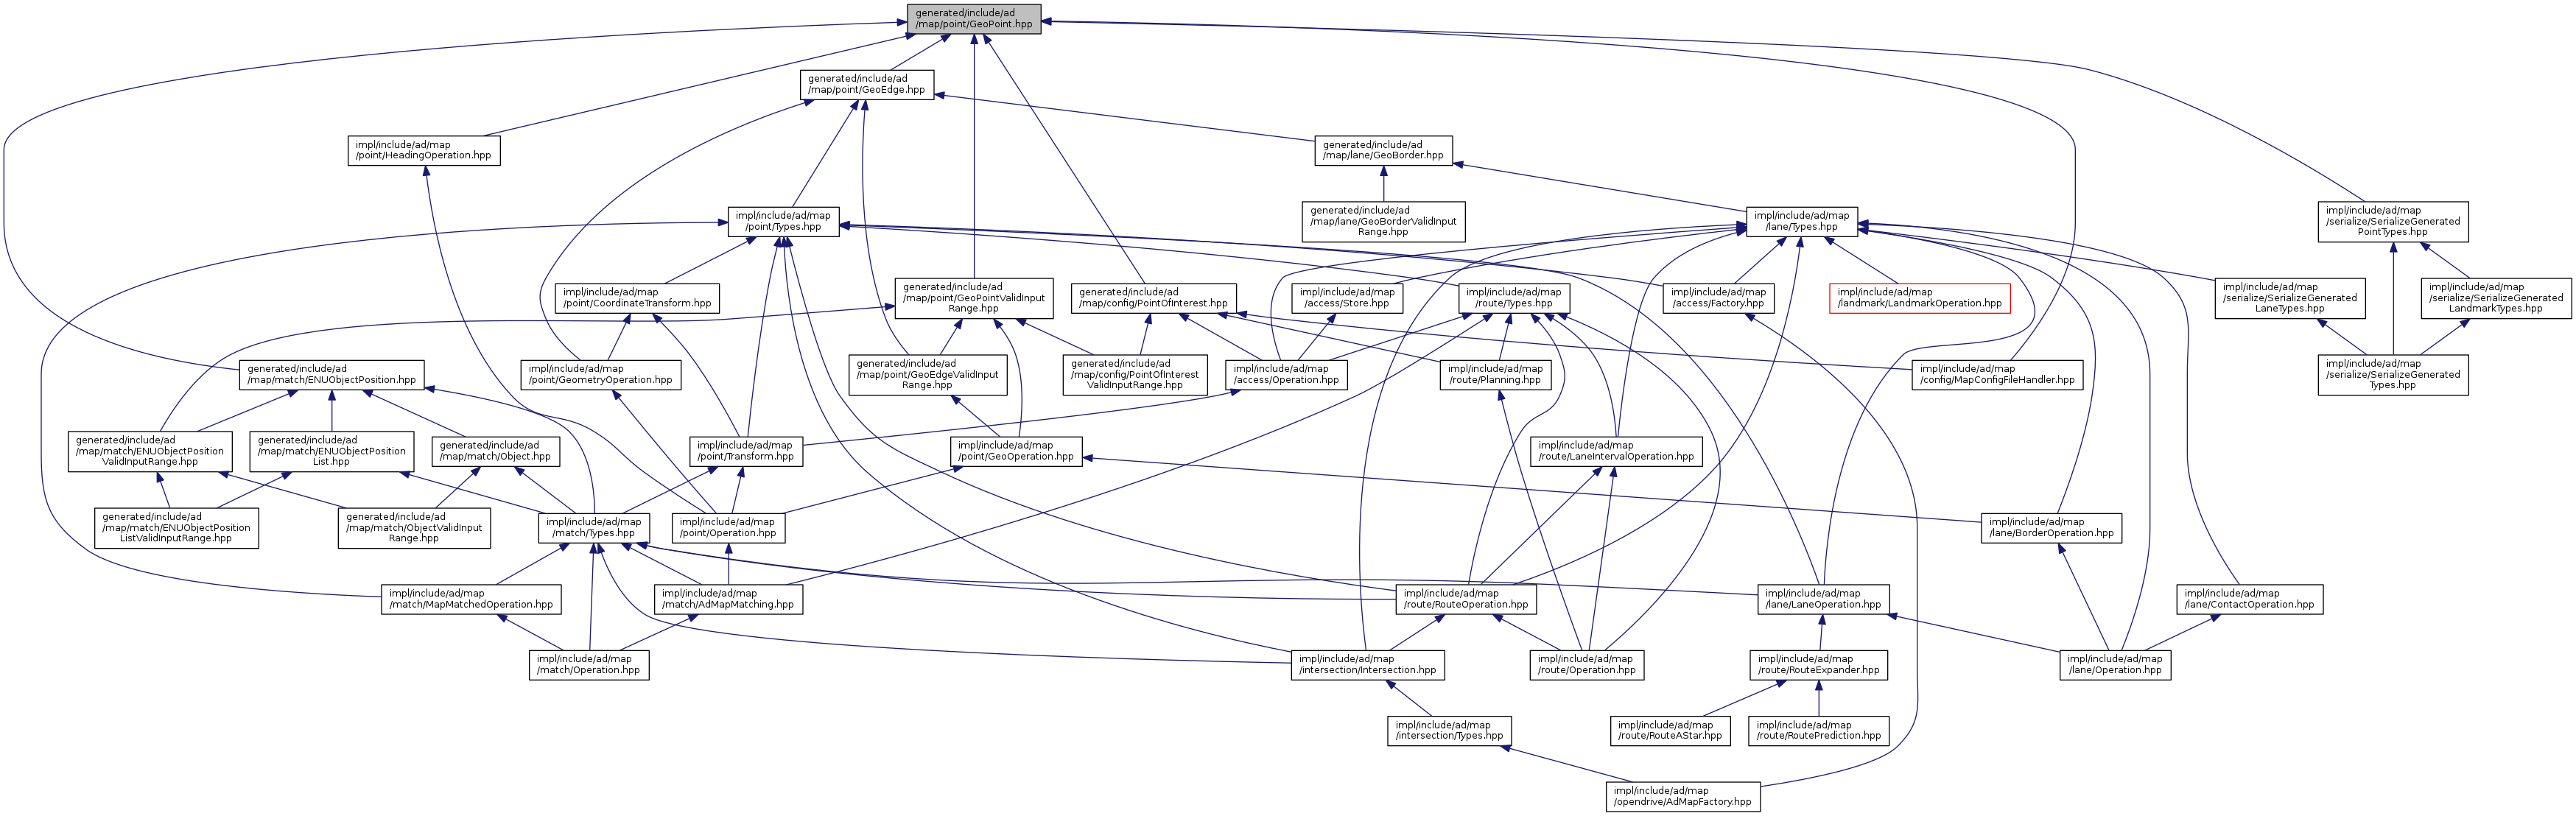 generated/include/ad
/map/point/GeoPoint.hpp
generated/include/ad
/map/point/GeoEdge.hpp
impl/include/ad/map
/point/HeadingOperation.hpp
generated/include/ad
/map/lane/GeoBorder.hpp
impl/include/ad/map
/point/Types.hpp
generated/include/ad
/map/lane/GeoBorderValidInput
Range.hpp
impl/include/ad/map
/lane/Types.hpp
impl/include/ad/map
/serialize/SerializeGenerated
PointTypes.hpp
impl/include/ad/map
/point/CoordinateTransform.hpp
generated/include/ad
/map/point/GeoPointValidInput
Range.hpp
generated/include/ad
/map/config/PointOfInterest.hpp
impl/include/ad/map
/access/Store.hpp
impl/include/ad/map
/route/Types.hpp
impl/include/ad/map
/access/Factory.hpp
impl/include/ad/map
/landmark/LandmarkOperation.hpp
impl/include/ad/map
/serialize/SerializeGenerated
LaneTypes.hpp
impl/include/ad/map
/serialize/SerializeGenerated
LandmarkTypes.hpp
generated/include/ad
/map/match/ENUObjectPosition.hpp
impl/include/ad/map
/point/GeometryOperation.hpp
generated/include/ad
/map/point/GeoEdgeValidInput
Range.hpp
generated/include/ad
/map/config/PointOfInterest
ValidInputRange.hpp
impl/include/ad/map
/access/Operation.hpp
impl/include/ad/map
/route/Planning.hpp
impl/include/ad/map
/config/MapConfigFileHandler.hpp
impl/include/ad/map
/serialize/SerializeGenerated
Types.hpp
generated/include/ad
/map/match/ENUObjectPosition
ValidInputRange.hpp
generated/include/ad
/map/match/ENUObjectPosition
List.hpp
generated/include/ad
/map/match/Object.hpp
impl/include/ad/map
/point/Transform.hpp
impl/include/ad/map
/point/GeoOperation.hpp
impl/include/ad/map
/route/LaneIntervalOperation.hpp
generated/include/ad
/map/match/ENUObjectPosition
ListValidInputRange.hpp
generated/include/ad
/map/match/ObjectValidInput
Range.hpp
impl/include/ad/map
/match/Types.hpp
impl/include/ad/map
/point/Operation.hpp
impl/include/ad/map
/lane/BorderOperation.hpp
impl/include/ad/map
/match/MapMatchedOperation.hpp
impl/include/ad/map
/match/AdMapMatching.hpp
impl/include/ad/map
/route/RouteOperation.hpp
impl/include/ad/map
/lane/LaneOperation.hpp
impl/include/ad/map
/lane/ContactOperation.hpp
impl/include/ad/map
/match/Operation.hpp
impl/include/ad/map
/intersection/Intersection.hpp
impl/include/ad/map
/route/Operation.hpp
impl/include/ad/map
/route/RouteExpander.hpp
impl/include/ad/map
/lane/Operation.hpp
impl/include/ad/map
/intersection/Types.hpp
impl/include/ad/map
/route/RouteAStar.hpp
impl/include/ad/map
/route/RoutePrediction.hpp
impl/include/ad/map
/opendrive/AdMapFactory.hpp